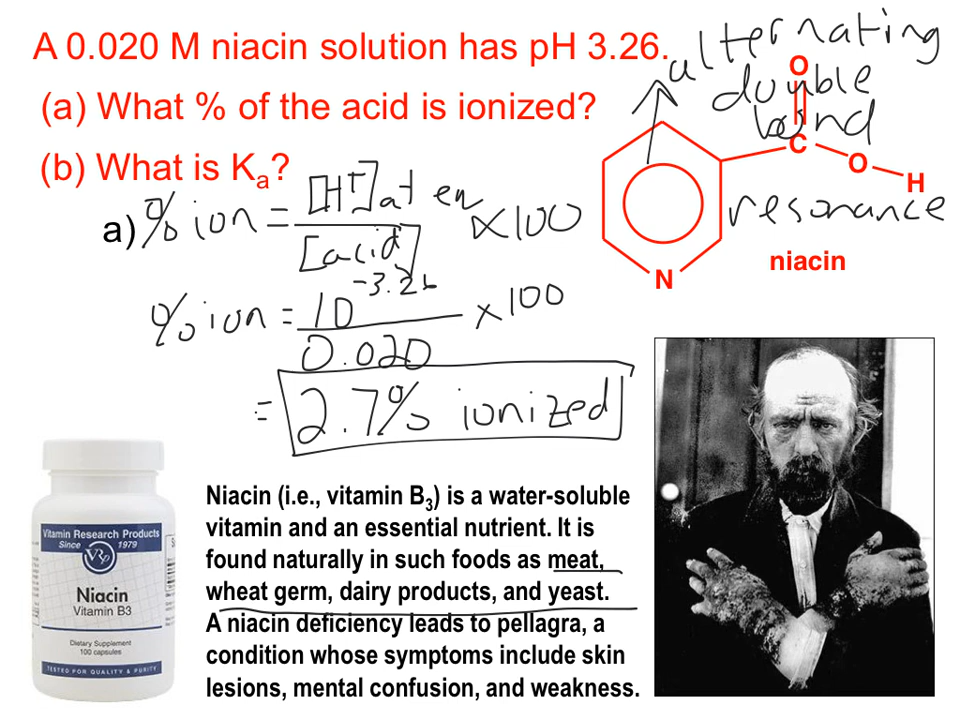 A 0.020 M niacin solution has pH 3.26.
(a) What % of the acid is ionized?
(b) What is Ka?
alternating
double
bond
O
C
O
H
N
resonance
niacin
a) % ion = [H+] at eq x100
[acid]
% ion = 10^-3.26 x 100
0.020
= 2.7% ionized
Vitamin Research Products
Since VRP 1979
Niacin
Vitamin B3
Dietary Supplement
100 capsules
TESTED FOR QUALITY & PURITY
Niacin (i.e., vitamin B3) is a water-soluble
vitamin and an essential nutrient. It is
found naturally in such foods as meat,
wheat germ, dairy products, and yeast.
A niacin deficiency leads to pellagra, a
condition whose symptoms include skin
lesions, mental confusion, and weakness.